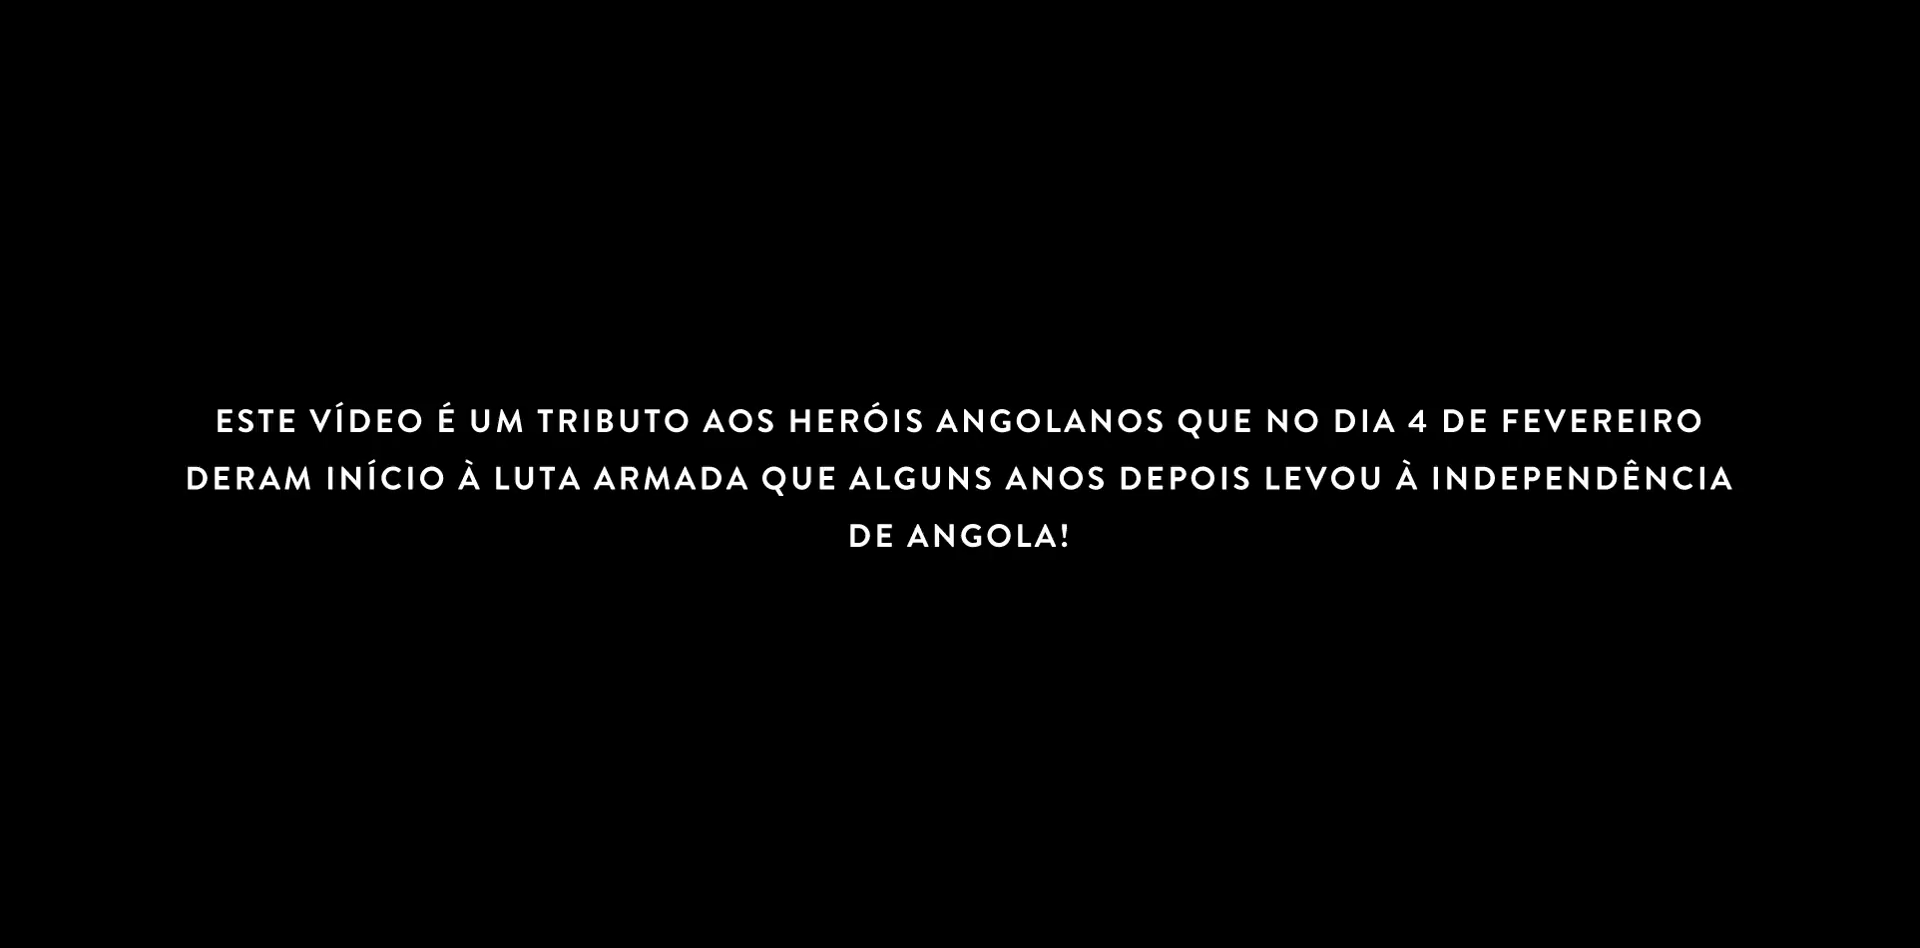 ESTE VÍDEO É UM TRIBUTO AOS HERÓIS ANGOLANOS QUE NO DIA 4 DE FEVEREIRO
DERAM INÍCIO À LUTA ARMADA QUE ALGUNS ANOS DEPOIS LEVOU À INDEPENDÊNCIA
DE ANGOLA!